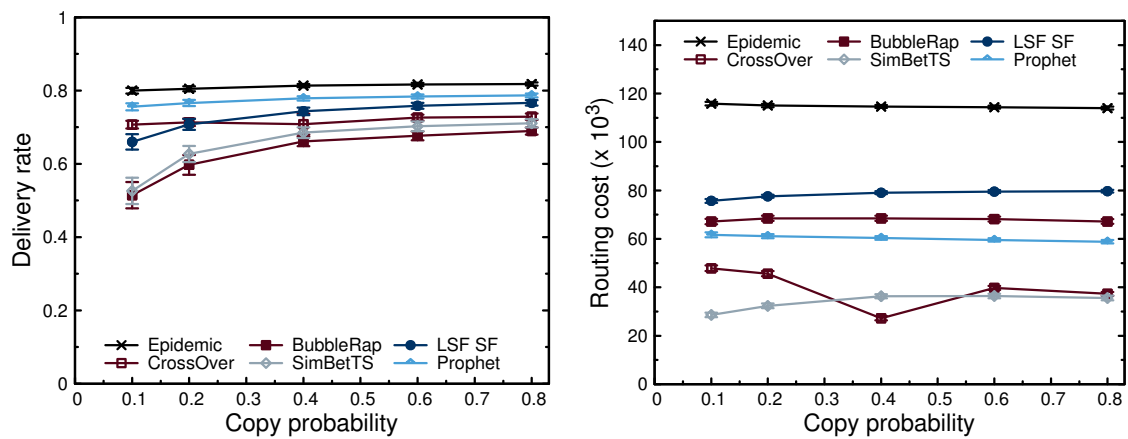 Delivery rate
1
0.8
0.6
0.4
0.2
0
Epidemic BubbleRap LSF SF
CrossOver SimBetTS Prophet
0 0.1 0.2 0.3 0.4 0.5 0.6 0.7 0.8
Copy probability
Routing cost (x 10³)
140
120
100
80
60
40
20
0
Epidemic BubbleRap LSF SF
CrossOver SimBetTS Prophet
0 0.1 0.2 0.3 0.4 0.5 0.6 0.7 0.8
Copy probability